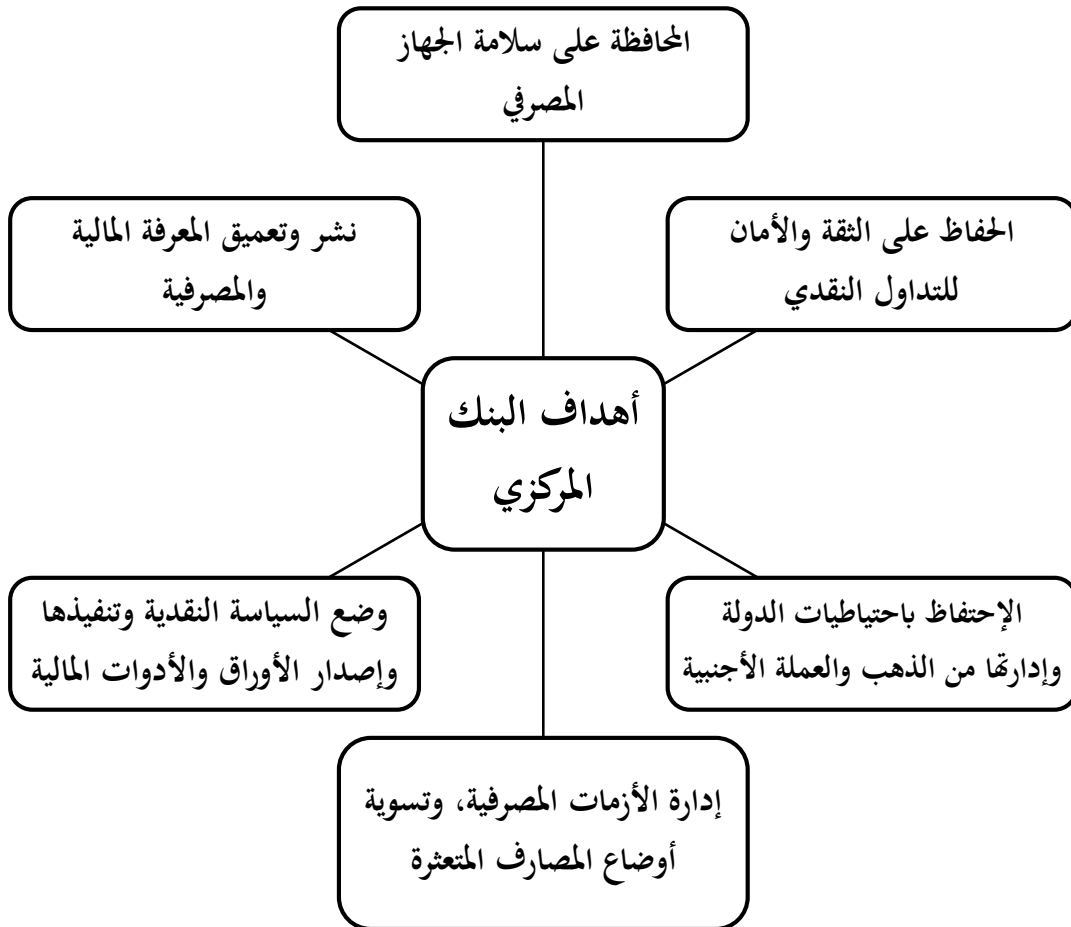 المحافظة على سلامة الجهاز
المصرفي
الحفاظ على الثقة والأمان
للتداول النقدي
نشر وتعميق المعرفة المالية
والمصرفية
أهداف البنك
المركزي
الإحتفاظ باحتياطيات الدولة
وإدارتها من الذهب والعملة الأجنبية
وضع السياسة النقدية وتنفيذها
وإصدار الأوراق والأدوات المالية
إدارة الأزمات المصرفية، وتسوية
أوضاع المصارف المتعثرة